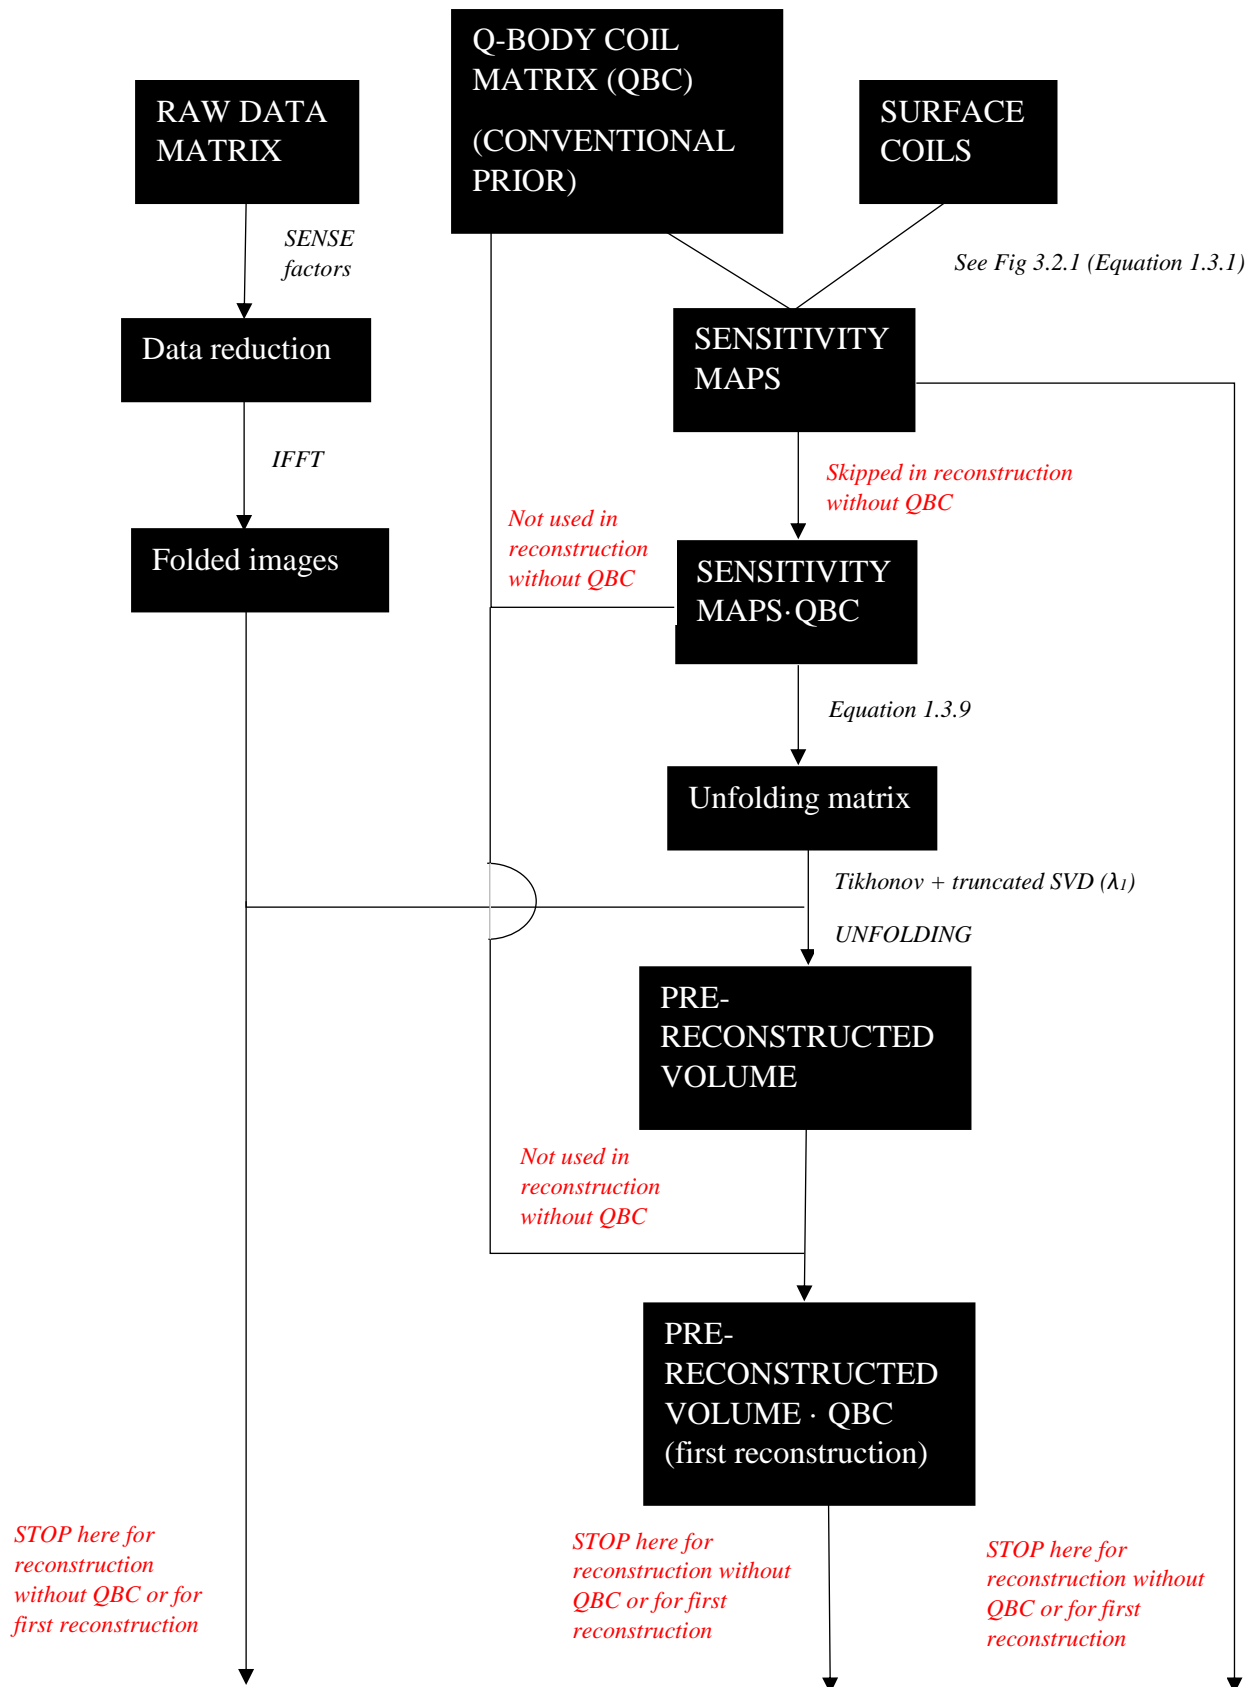 Q-BODY COIL
MATRIX (QBC)
(CONVENTIONAL
PRIOR)
RAW DATA
MATRIX
SURFACE
COILS
SENSE
factors
See Fig 3.2.1 (Equation 1.3.1)
Data reduction
SENSITIVITY
MAPS
IFFT
Skipped in reconstruction
without QBC
Not used in
reconstruction
without QBC
Folded images
SENSITIVITY
MAPS·QBC
Equation 1.3.9
Unfolding matrix
Tikhonov + truncated SVD (λ1)
UNFOLDING
PRE-
RECONSTRUCTED
VOLUME
Not used in
reconstruction
without QBC
PRE-
RECONSTRUCTED
VOLUME · QBC
(first reconstruction)
STOP here for
reconstruction
without QBC or for
first reconstruction
STOP here for
reconstruction without
QBC or for first
reconstruction
STOP here for
reconstruction without
QBC or for first
reconstruction